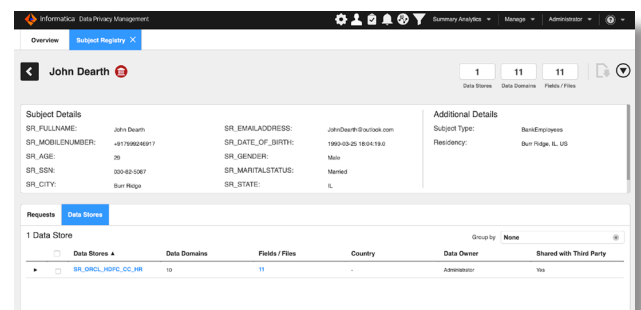 Informatica Data Privacy Management Summary Analytics Manage Administrator
Overview Subject Registry
John Dearth 1 11 11
Data Stores Data Domains Fields / Files
Subject Details Additional Details
SR_FULLNAME: John Dearth SR_EMAILADDRESS: JohnDearth@outlook.com Subject Type: BankEmployees
SR_MOBILENUMBER: +917999246917 SR_DATE_OF_BIRTH: 1990-03-25 18:04:19.0 Residency: Burr Ridge, IL, US
SR_AGE: 29 SR_GENDER: Male
SR_SSN: 030-82-5067 SR_MARITALSTATUS: Married
SR_CITY: Burr Ridge SR_STATE: IL
Requests Data Stores
1 Data Store Group by None
Data Stores ▲ Data Domains Fields / Files Country Data Owner Shared with Third Party
SR_ORCL_HDFC_CC_HR 10 11 - Administrator Yes